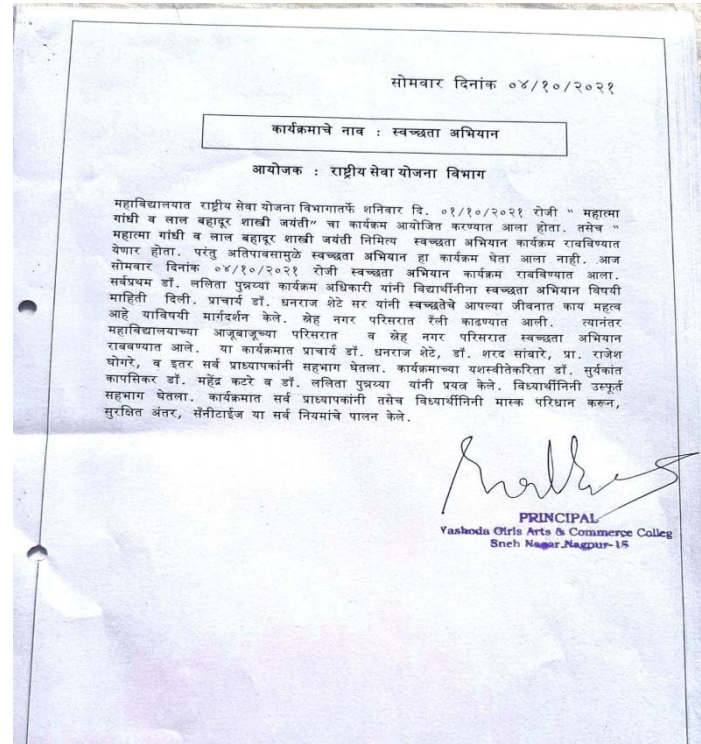 सोमवार दिनांक ०४/१०/२०२१
कार्यक्रमाचे नाव : स्वच्छता अभियान
आयोजक : राष्ट्रीय सेवा योजना विभाग
महाविद्यालयात राष्ट्रीय सेवा योजना विभागातर्फे शनिवार दि. ०१/१०/२०२१ रोजी “ महात्मा
गांधी व लाल बहादूर शास्त्री जयंती” चा कार्यक्रम आयोजित करण्यात आला होता. तसेच “
महात्मा गांधी व लाल बहादूर शास्त्री जयंती निमित्य स्वच्छता अभियान कार्यक्रम राबविण्यात
येणार होता. परंतु अतिपावसामुळे स्वच्छता अभियान हा कार्यक्रम घेता आला नाही. आज
सोमवार दिनांक ०४/१०/२०२१ रोजी स्वच्छता अभियान कार्यक्रम राबविण्यात आला.
सर्वप्रथम डॉ. ललिता पुन्नय्या कार्यक्रम अधिकारी यांनी विद्यार्थीनीना स्वच्छता अभियान विषयी
माहिती दिली. प्राचार्य डॉ. धनराज शेटे सर यांनी स्वच्छतेचे आपल्या जीवनात काय महत्व
आहे याविषयी मार्गदर्शन केले. स्नेह नगर परिसरात रॅली काढण्यात आली. त्यानंतर
महाविद्यालयाच्या आजूबाजूच्या परिसरात व स्नेह नगर परिसरात स्वच्छता अभियान
राबवण्यात आले. या कार्यक्रमात प्राचार्य डॉ. धनराज शेटे, डॉ. शरद सांबारे, प्रा. राजेश
घोगरे, व इतर सर्व प्राध्यापकांनी सहभाग घेतला. कार्यक्रमाच्या यशस्वीतेकरिता डॉ. सुर्यकांत
कापसिकर डॉ. महेंद्र कटरे व डॉ. ललिता पुन्नय्या यांनी प्रयत्न केले. विध्यार्थीनिनी उस्फूर्त
सहभाग घेतला. कार्यक्रमात सर्व प्राध्यापकांनी तसेच विध्यार्थीनिनी मास्क परिधान करून,
सुरक्षित अंतर, सॅनीटाईज या सर्व नियमांचे पालन केले.
PRINCIPAL
Yashoda Girls Arts & Commerce Colleg
Sneh Nagar,Nagpur-15